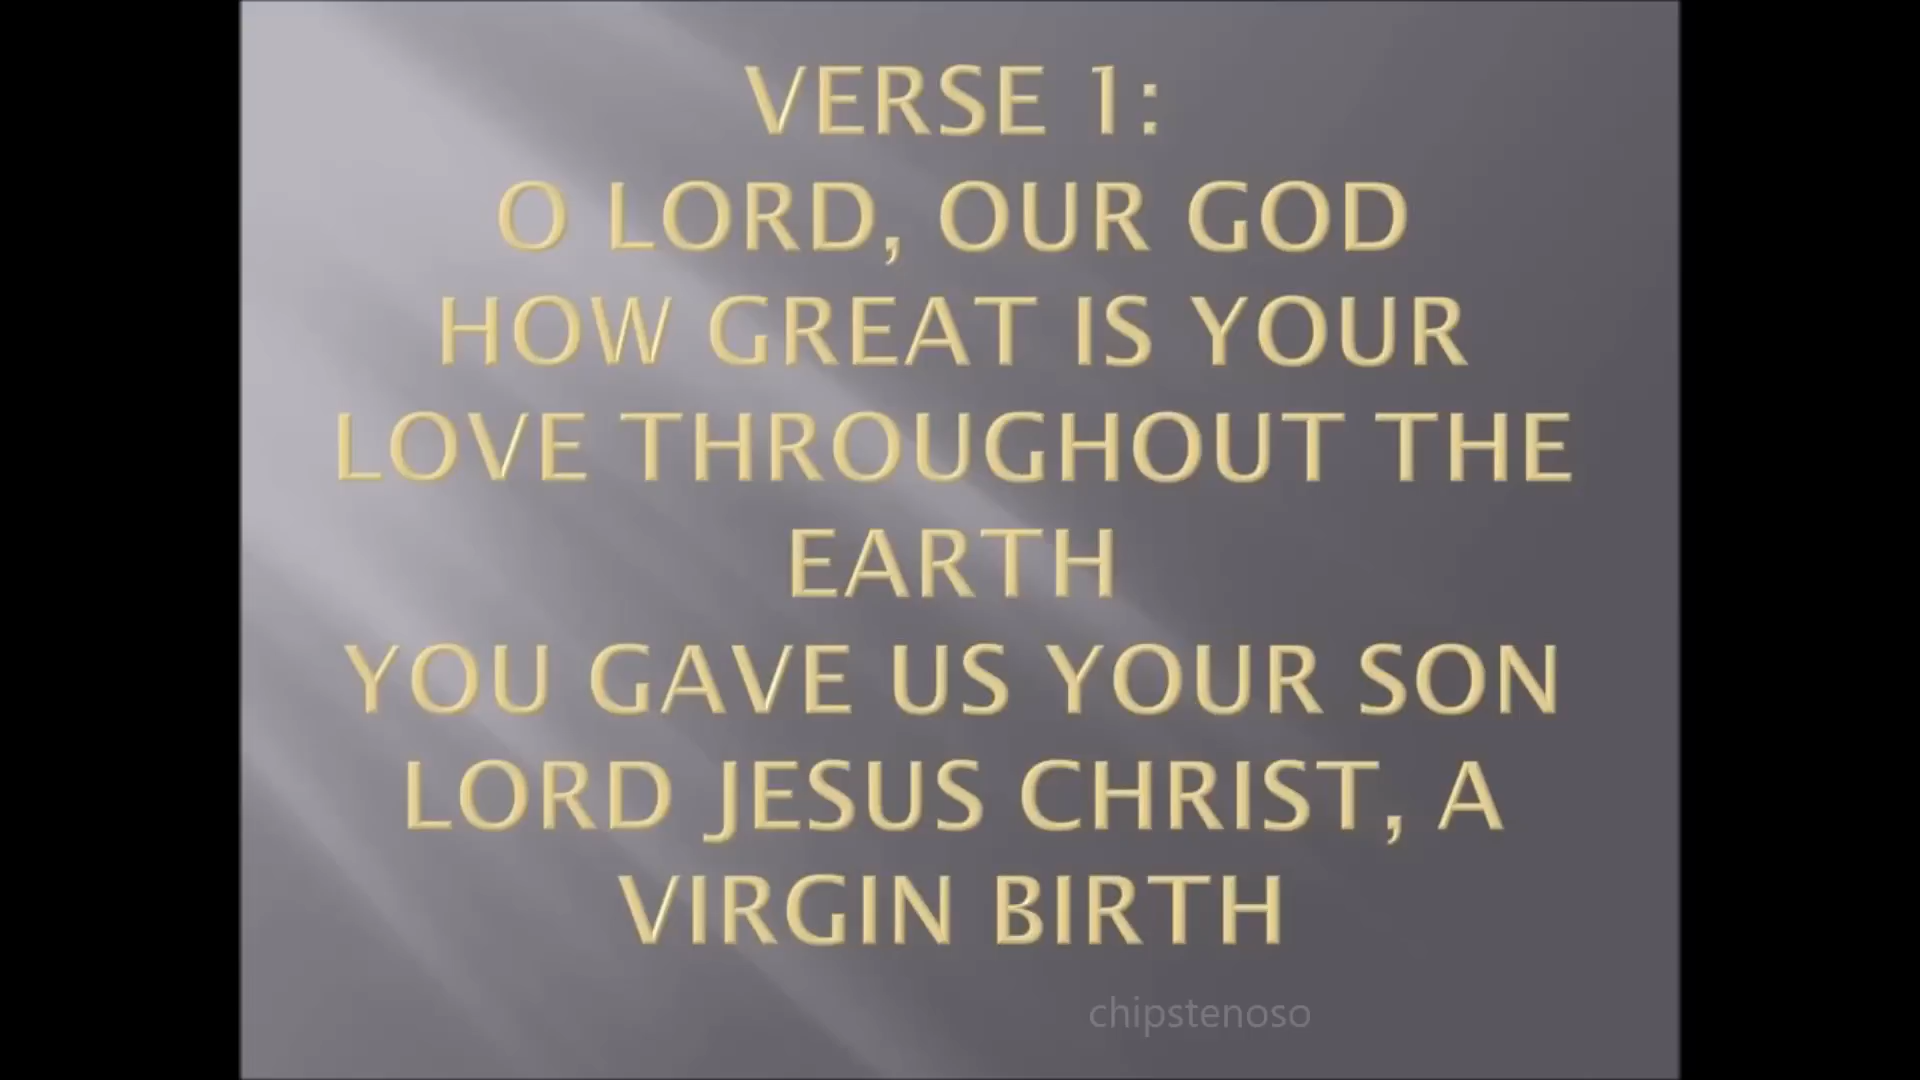 VERSE 1:
O LORD, OUR GOD
HOW GREAT IS YOUR
LOVE THROUGHOUT THE
EARTH
YOU GAVE US YOUR SON
LORD JESUS CHRIST, A
VIRGIN BIRTH
chipstenoso